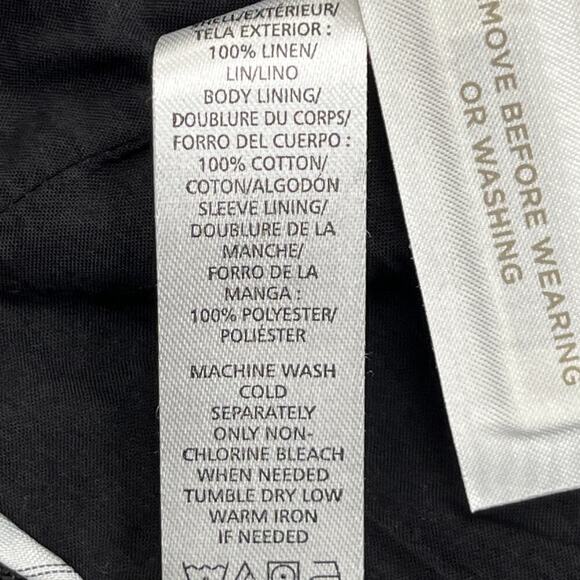 SHELL/EXTÉRIEUR/
TELA EXTERIOR :
100% LINEN/
LIN/LINO
BODY LINING/
DOUBLURE DU CORPS/
FORRO DEL CUERPO :
100% COTTON/
COTON/ALGODÓN
SLEEVE LINING/
DOUBLURE DE LA
MANCHE/
FORRO DE LA
MANGA :
100% POLYESTER/
POLIÉSTER
MACHINE WASH
COLD
SEPARATELY
ONLY NON-
CHLORINE BLEACH
WHEN NEEDED
TUMBLE DRY LOW
WARM IRON
IF NEEDED
MOVE BEFORE WEARING
OR WASHING